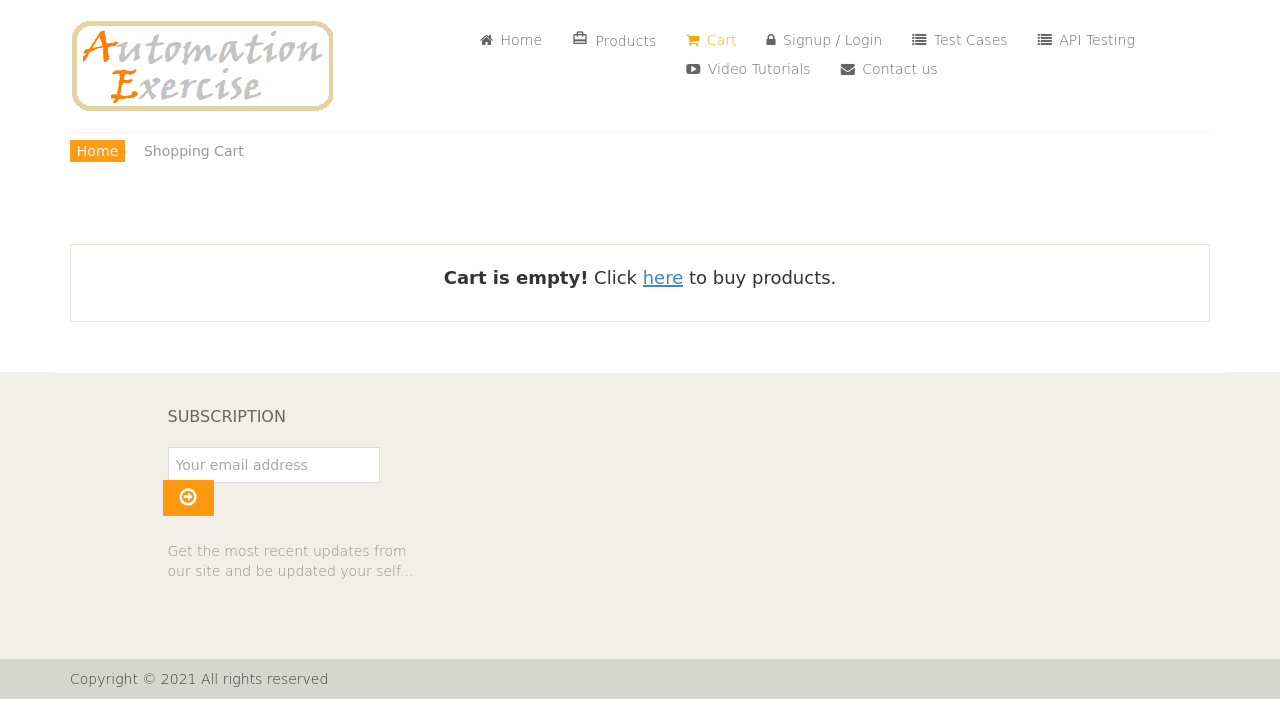 Automation
Exercise
Home
Products
Cart
Signup / Login
Test Cases
API Testing
Video Tutorials
Contact us
Home
Shopping Cart
Cart is empty! Click here to buy products.
SUBSCRIPTION
Your email address
Get the most recent updates from
our site and be updated your self...
Copyright © 2021 All rights reserved